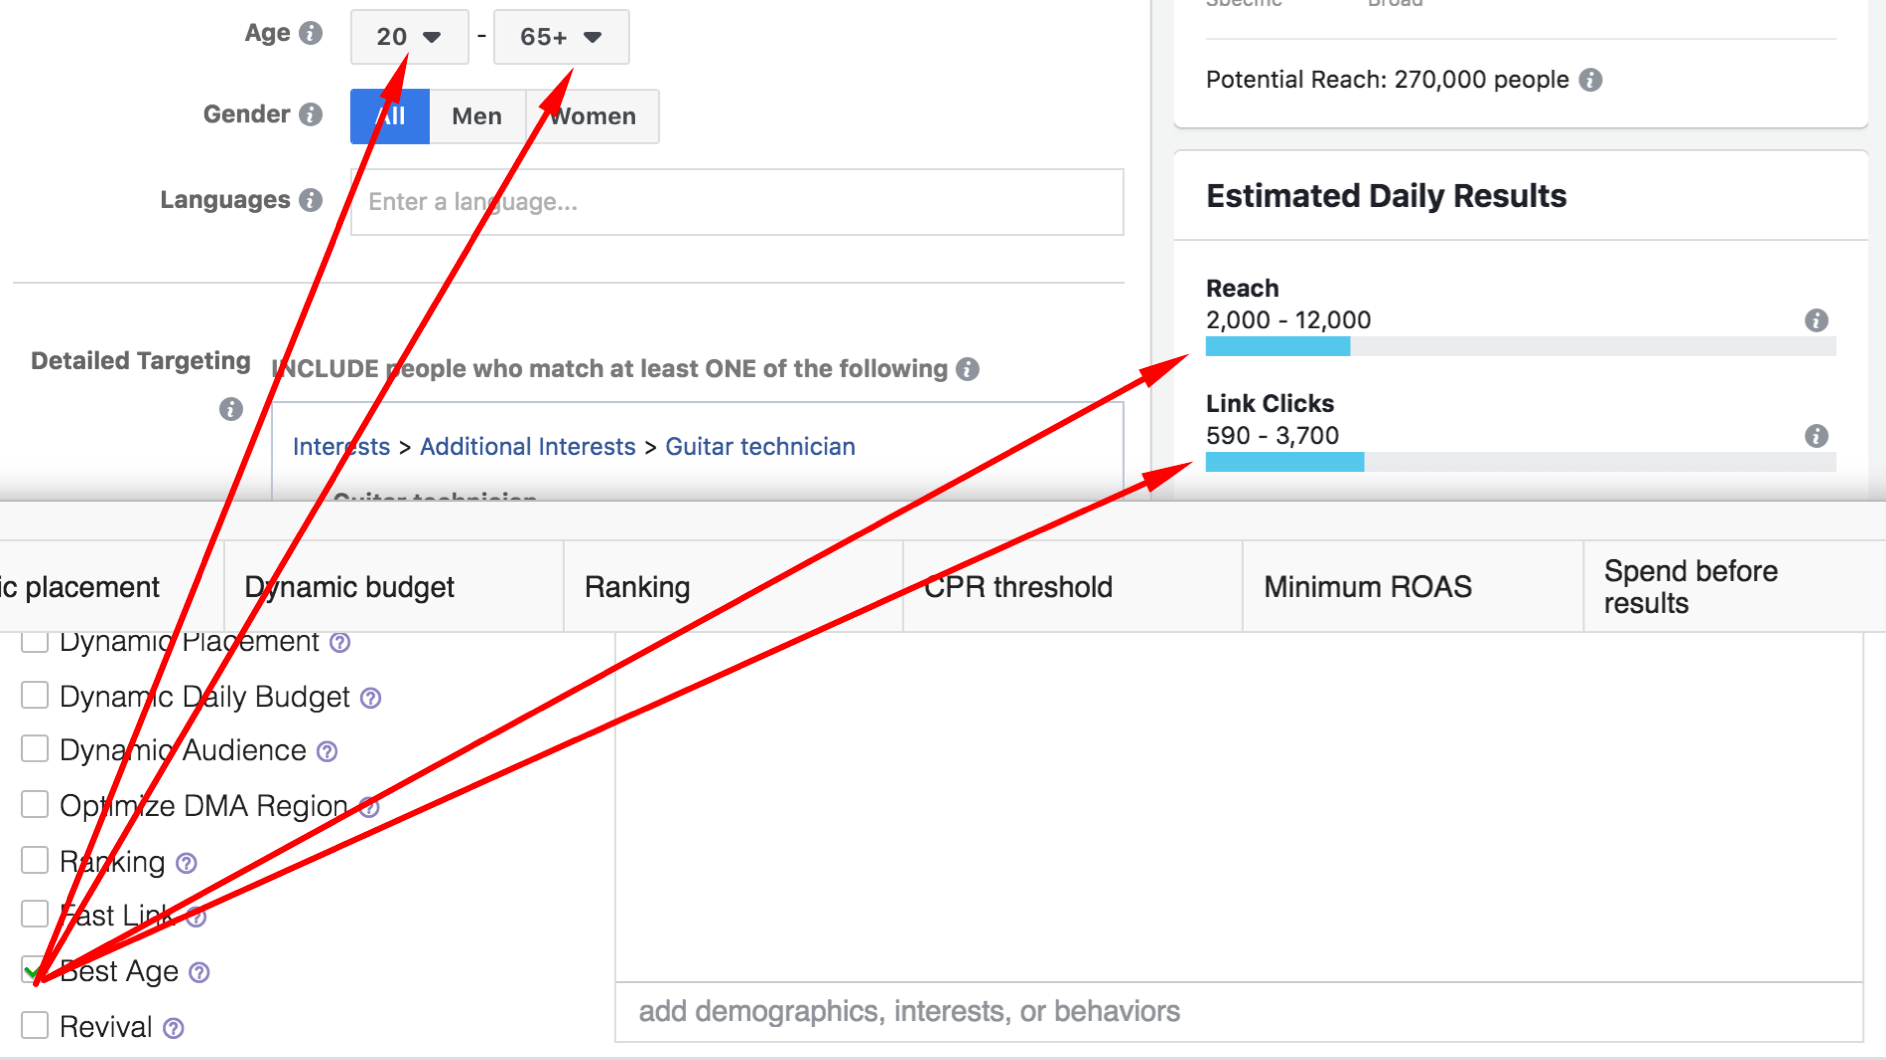 Specific Broad
Age 20 - 65+
Potential Reach: 270,000 people
Gender All Men Women
Languages Enter a language...
Estimated Daily Results
Reach
2,000 - 12,000
Detailed Targeting INCLUDE people who match at least ONE of the following
Link Clicks
590 - 3,700
Interests > Additional Interests > Guitar technician
Guitar technician
ic placement
Dynamic budget
Ranking
CPR threshold
Minimum ROAS
Spend before
results
Dynamic Placement
Dynamic Daily Budget
Dynamic Audience
Optimize DMA Region
Ranking
Fast Link
Best Age
Revival
add demographics, interests, or behaviors